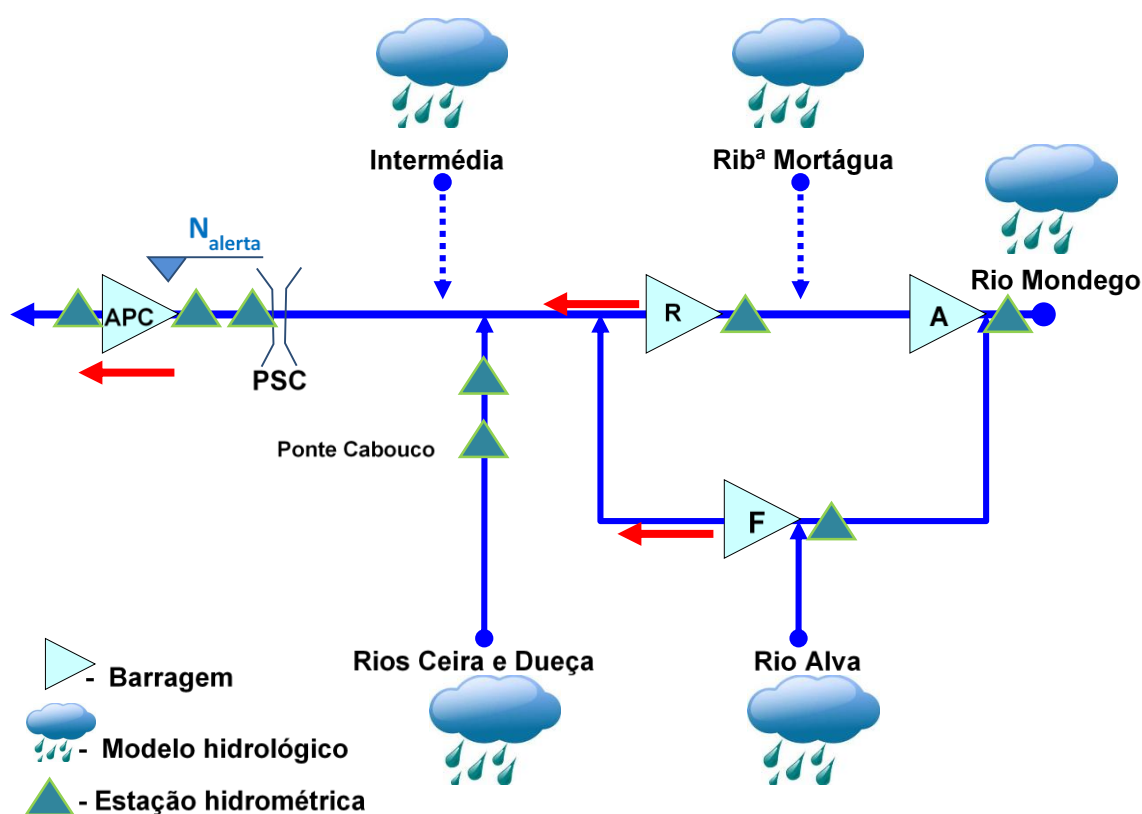 Intermédia
Ribª Mortágua
Rio Mondego
N alerta
APC
R
A
PSC
Ponte Cabouco
F
Rios Ceira e Dueça
Rio Alva
- Barragem
- Modelo hidrológico
- Estação hidrométrica